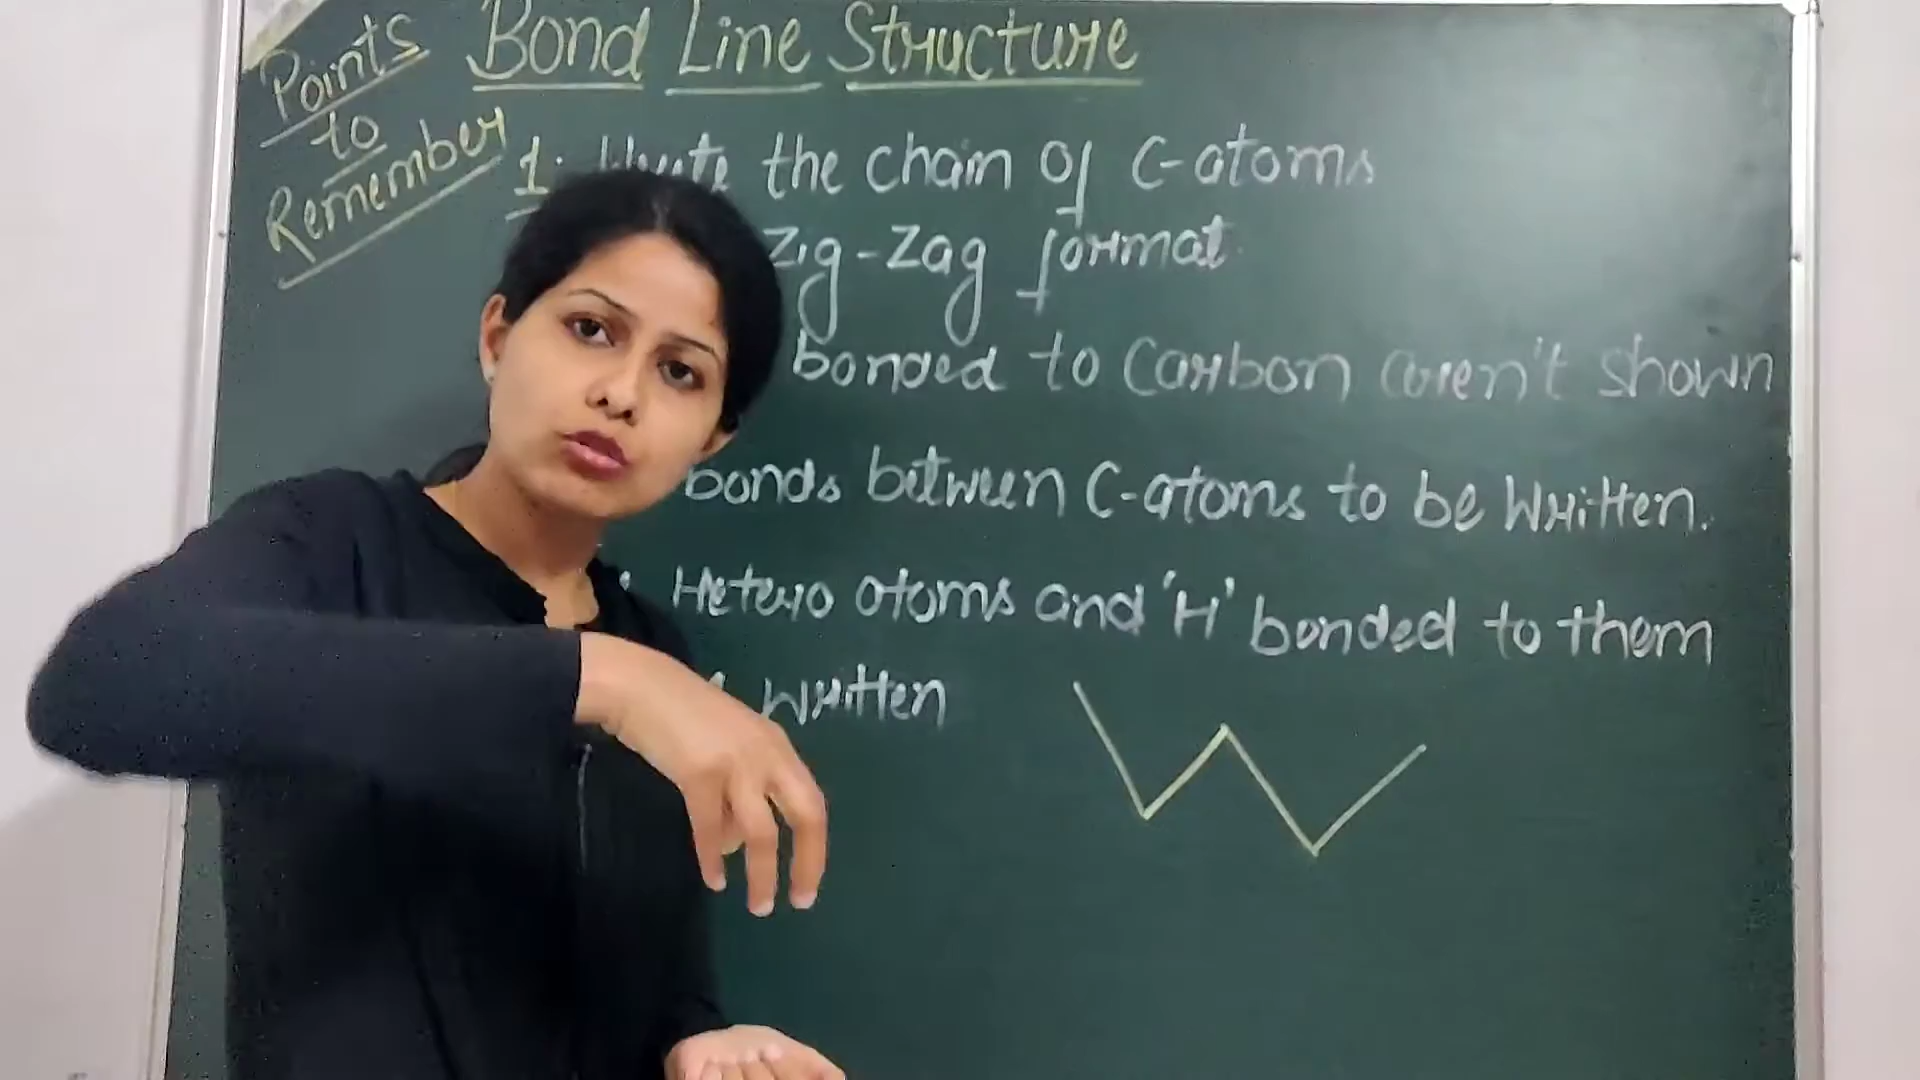 Points
to
Remember
Bond Line Structure
1. Write the chain of C-atoms
Zig-Zag format
bonded to Carbon aren't shown
bonds between C-atoms to be Written.
Hetero atoms and 'H' bonded to them
Written